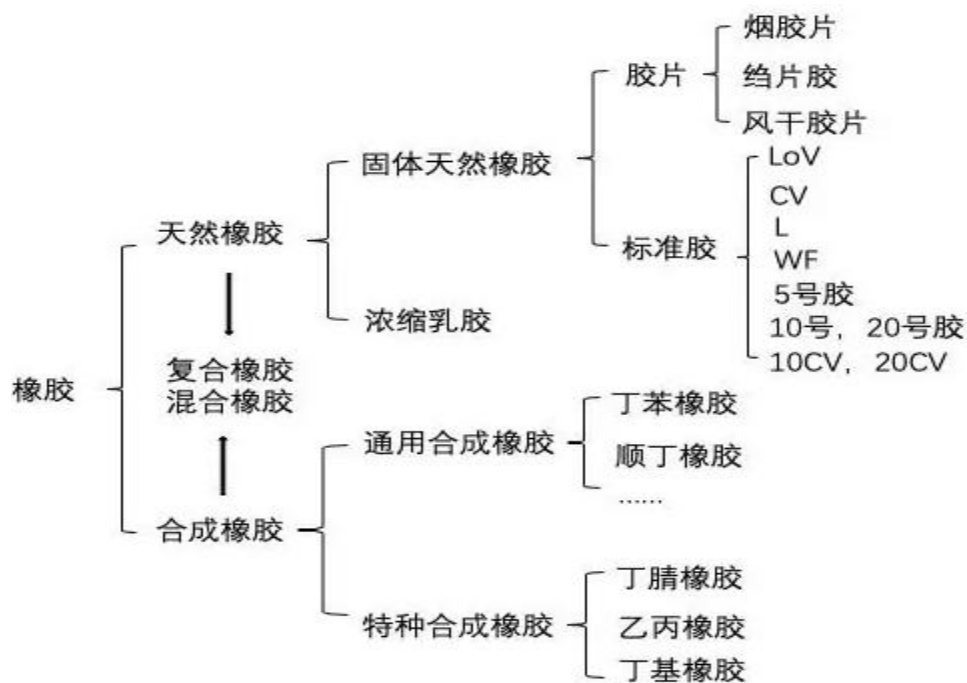 烟胶片
胶片
绉片胶
风干胶片
LoV
固体天然橡胶
CV
L
天然橡胶
标准胶
WF
5号胶
浓缩乳胶
10号，20号胶
复合橡胶
10CV，20CV
橡胶
混合橡胶
丁苯橡胶
通用合成橡胶
顺丁橡胶
……
合成橡胶
丁腈橡胶
特种合成橡胶
乙丙橡胶
丁基橡胶